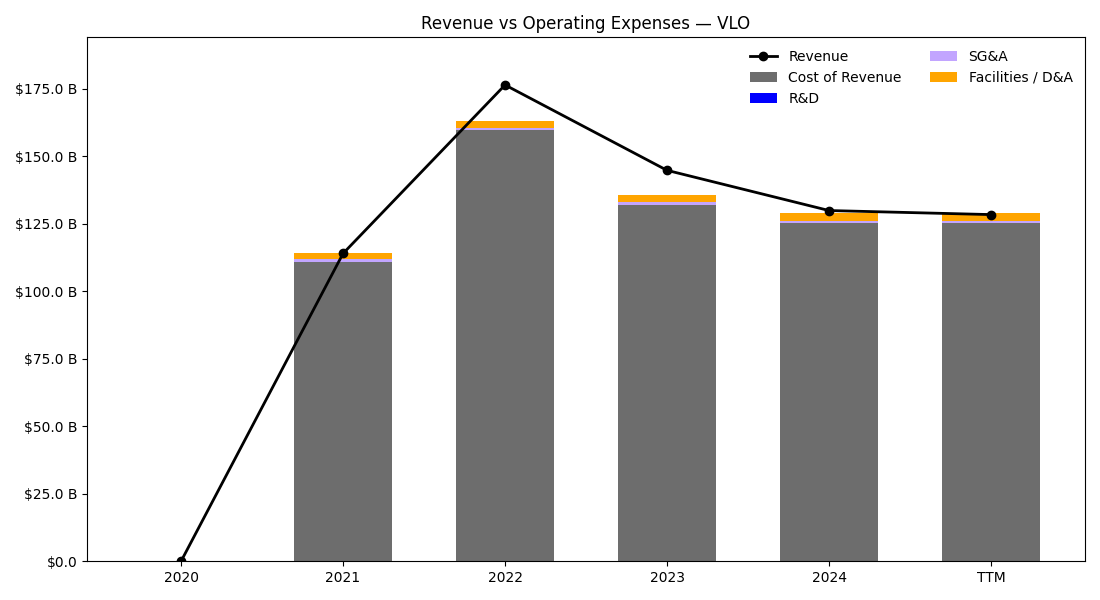 Revenue vs Operating Expenses — VLO
Revenue
Cost of Revenue
R&D
SG&A
Facilities / D&A
$175.0 B
$150.0 B
$125.0 B
$100.0 B
$75.0 B
$50.0 B
$25.0 B
$0.0
2020 2021 2022 2023 2024 TTM